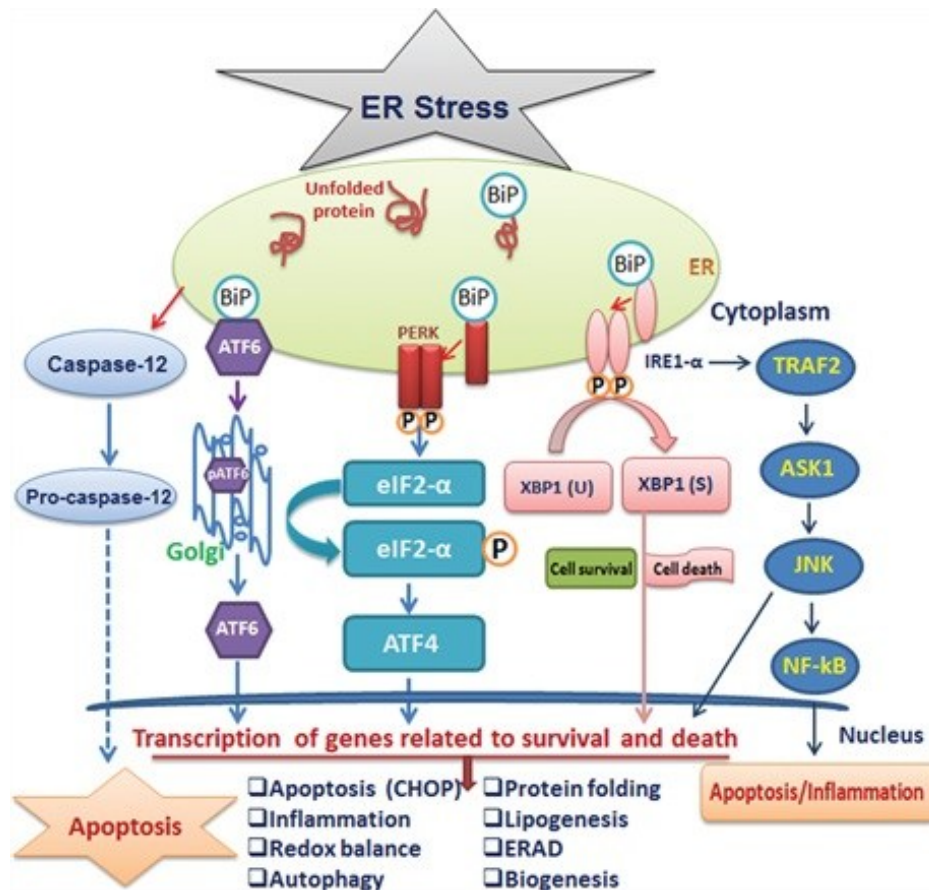 ER Stress
Unfolded
protein
BiP
BiP
ER
BiP
BiP
Cytoplasm
PERK
ATF6
Caspase-12
IRE1-α
TRAF2
P P
P P
pATF6
eIF2-α
XBP1 (U)
XBP1 (S)
ASK1
Pro-caspase-12
Golgi
eIF2-α
P
Cell survival
Cell death
JNK
ATF6
ATF4
NF-kB
Transcription of genes related to survival and death
Nucleus
Apoptosis
❑Apoptosis (CHOP)
❑Inflammation
❑Redox balance
❑Autophagy
❑Protein folding
❑Lipogenesis
❑ERAD
❑Biogenesis
Apoptosis/Inflammation